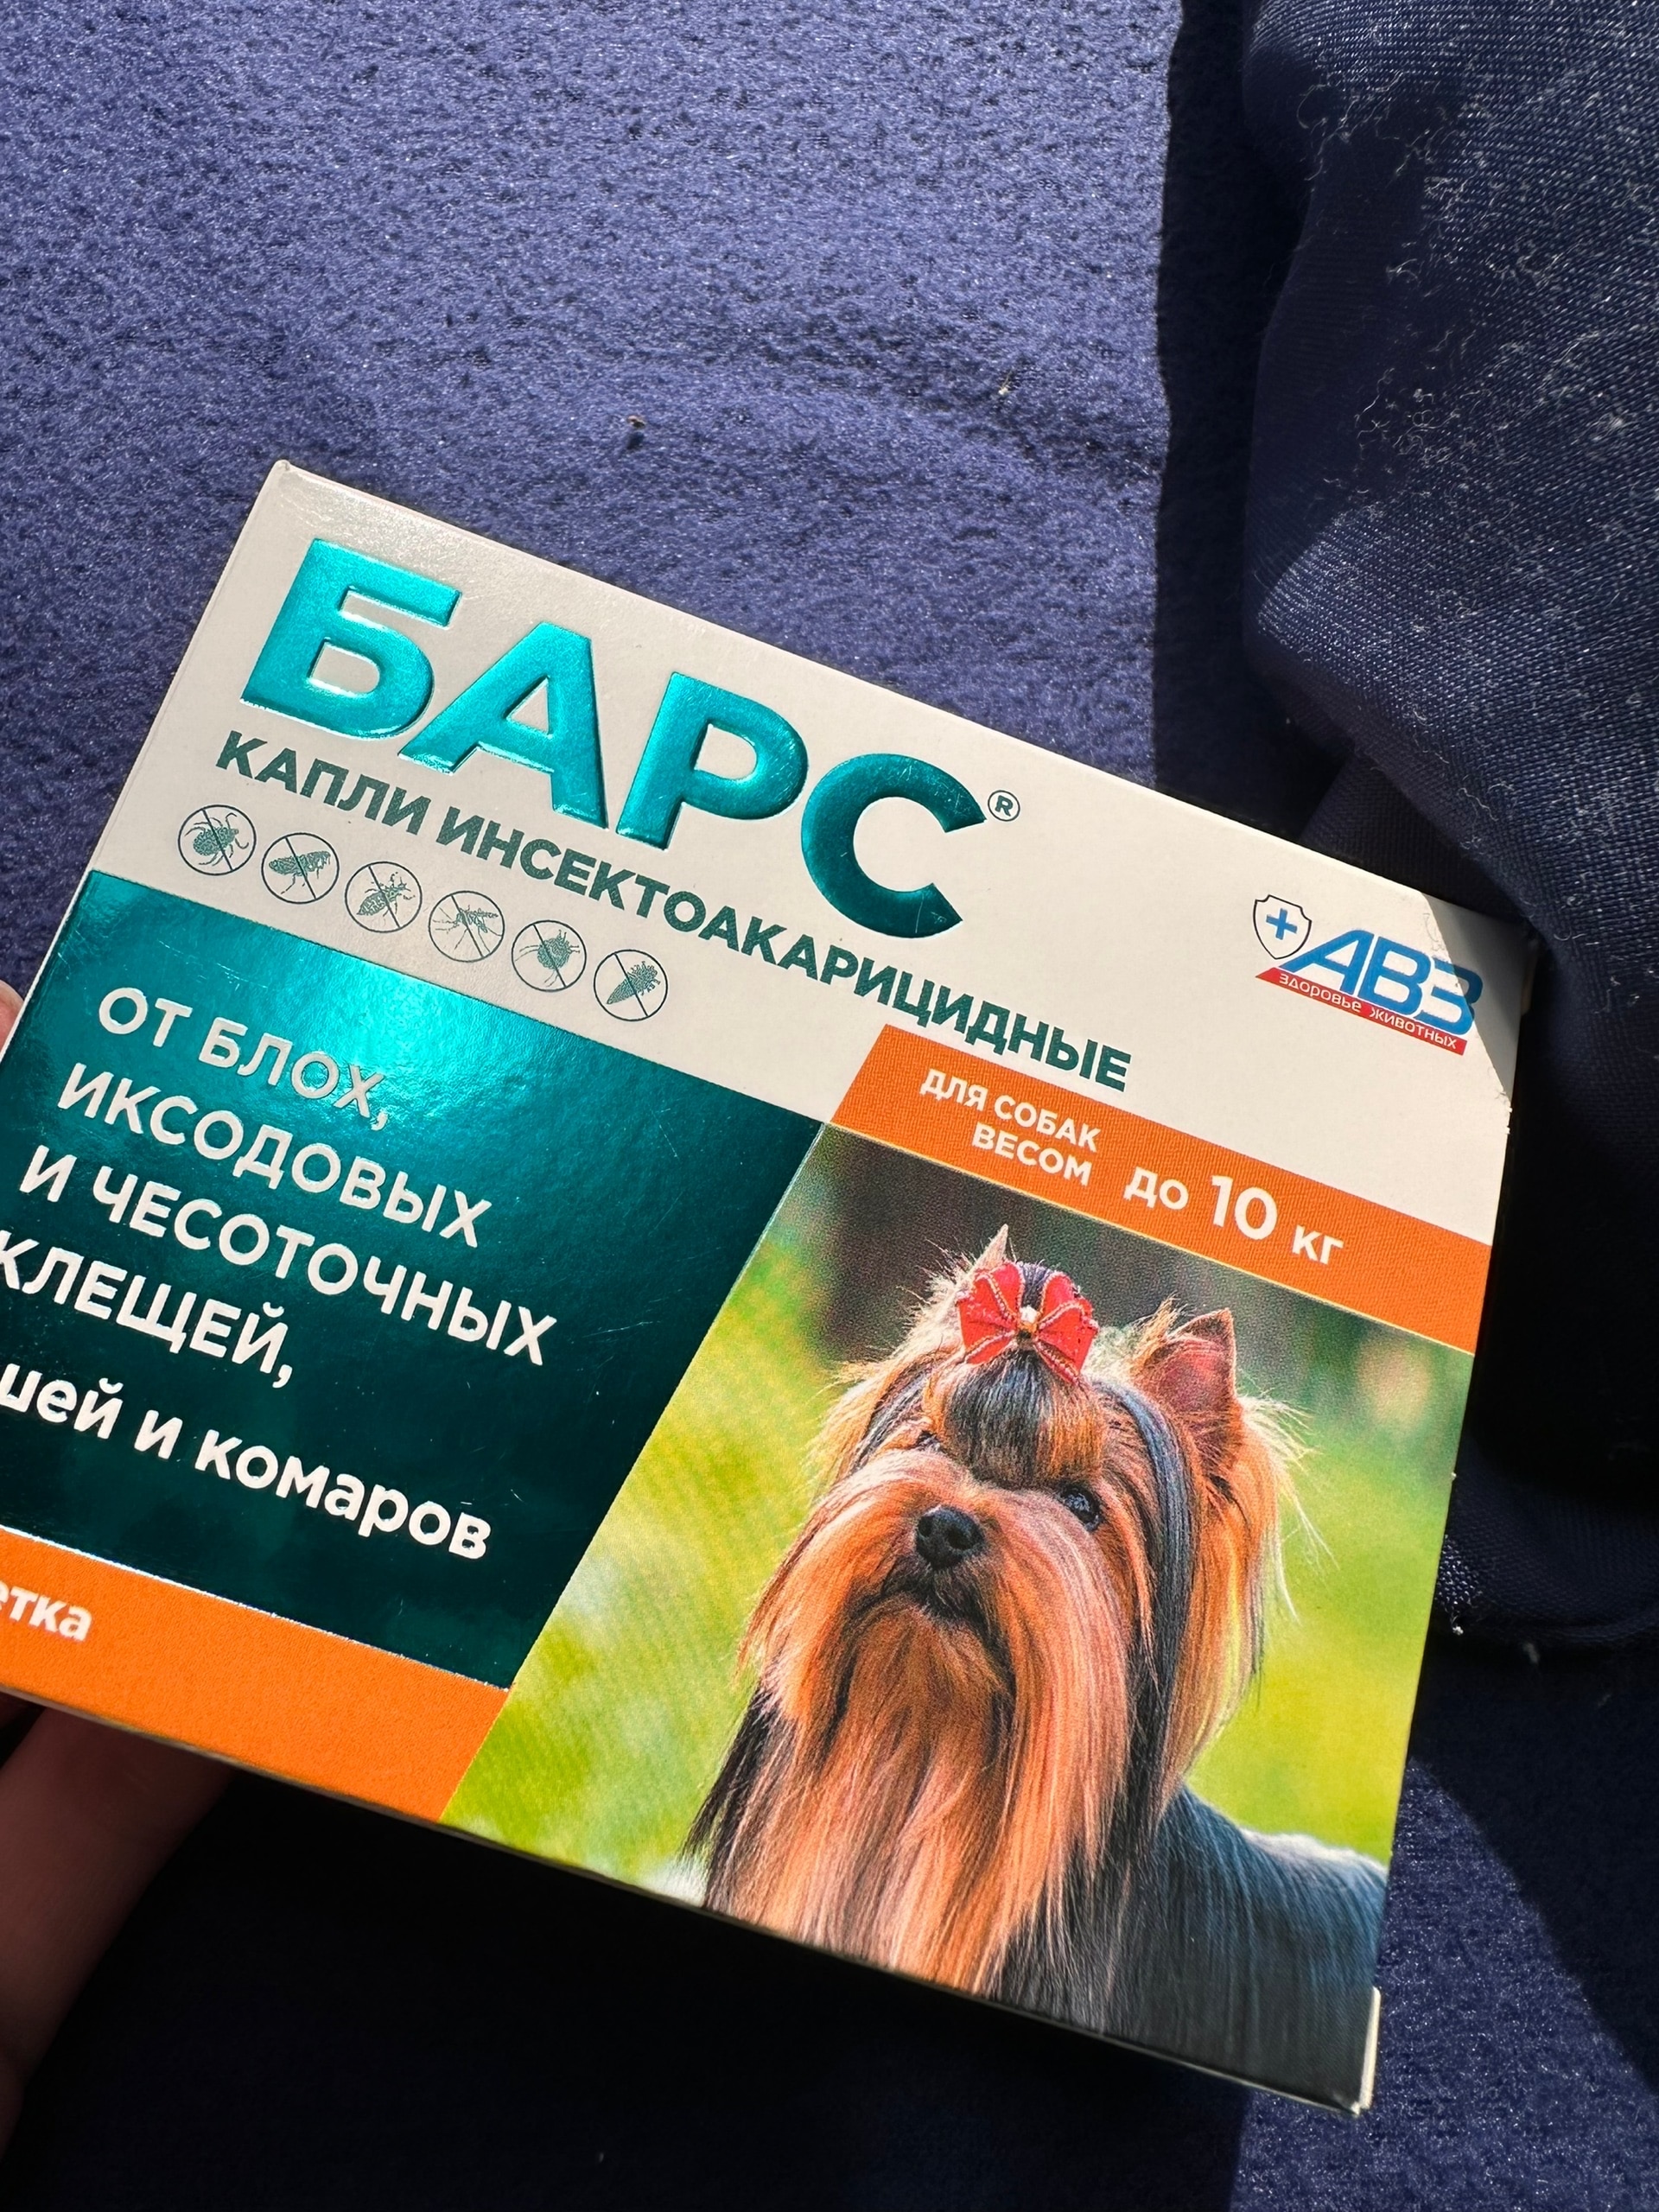 БАРС®
КАПЛИ ИНСЕКТОАКАРИЦИДНЫЕ
АВЗ
ЗДОРОВЬЕ ЖИВОТНЫХ
ОТ БЛОХ,
ИКСОДОВЫХ
И ЧЕСОТОЧНЫХ
КЛЕЩЕЙ,
шей и комаров
ДЛЯ СОБАК
ВЕСОМ до 10 кг